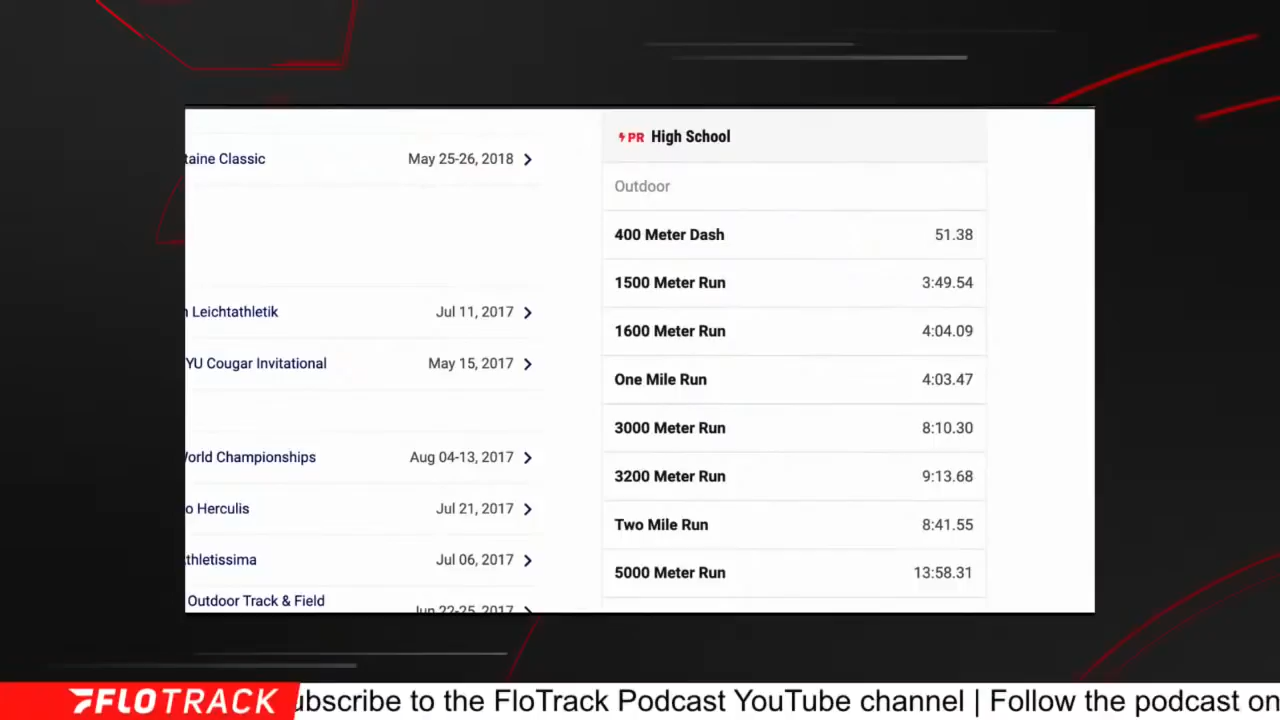 taine Classic May 25-26, 2018
Leichtathletik Jul 11, 2017
YU Cougar Invitational May 15, 2017
orld Championships Aug 04-13, 2017
o Herculis Jul 21, 2017
thletissima Jul 06, 2017
Outdoor Track & Field Jun 22-25, 2017
PR High School
Outdoor
400 Meter Dash 51.38
1500 Meter Run 3:49.54
1600 Meter Run 4:04.09
One Mile Run 4:03.47
3000 Meter Run 8:10.30
3200 Meter Run 9:13.68
Two Mile Run 8:41.55
5000 Meter Run 13:58.31
FLOTRACK ubscribe to the FloTrack Podcast YouTube channel | Follow the podcast on